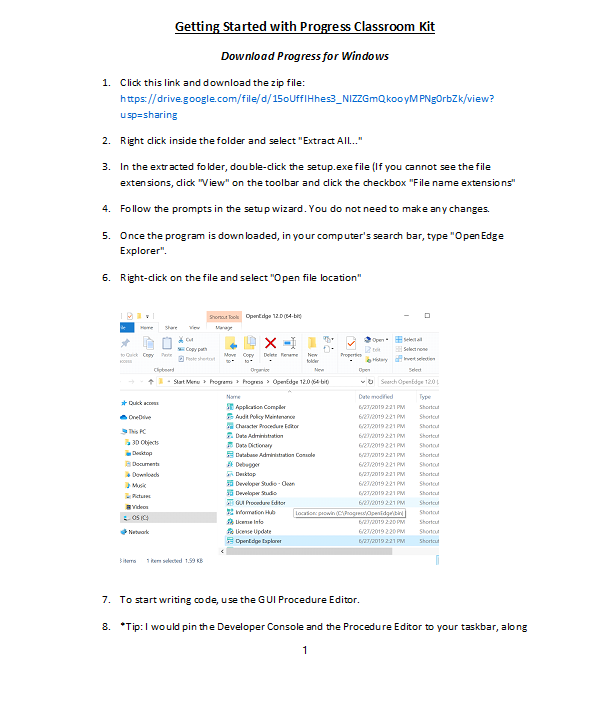 Getting Started with Progress Classroom Kit
Download Progress for Windows
1. Click this link and download the zip file:
https://drive.google.com/file/d/15oUffIHhes3_NIZZGmQkooyMPNgOrbZk/view?
usp=sharing
2. Right click inside the folder and select "Extract All..."
3. In the extracted folder, double-click the setup.exe file (If you cannot see the file
extensions, click "View" on the toolbar and click the checkbox "File name extensions"
4. Follow the prompts in the setup wizard. You do not need to make any changes.
5. Once the program is downloaded, in your computer's search bar, type "OpenEdge
Explorer".
6. Right-click on the file and select "Open file location"
Shortcut Tools OpenEdge 12.0 (64-bit)
Home Share View Manage
Cut
Copy path
Paste shortcut
to Quick access
Copy Paste
Move to Copy to Delete Rename New folder
Properties
Open
Edit
History
Select all
Select none
Invert selection
Clipboard Organize New Open Select
Start Menu > Programs > Progress > OpenEdge 12.0 (64-bit) Search OpenEdge 12.0 (
Name Date modified Type
Quick access
OneDrive
This PC
3D Objects
Desktop
Documents
Downloads
Music
Pictures
Videos
OS (C:)
Network
Application Compiler 6/27/2019 2:21 PM Shortcut
Audit Policy Maintenance 6/27/2019 2:21 PM Shortcut
Character Procedure Editor 6/27/2019 2:21 PM Shortcut
Data Administration 6/27/2019 2:21 PM Shortcut
Data Dictionary 6/27/2019 2:21 PM Shortcut
Database Administration Console 6/27/2019 2:21 PM Shortcut
Debugger 6/27/2019 2:21 PM Shortcut
Desktop 6/27/2019 2:21 PM Shortcut
Developer Studio - Clean 6/27/2019 2:21 PM Shortcut
Developer Studio 6/27/2019 2:21 PM Shortcut
GUI Procedure Editor 6/27/2019 2:21 PM Shortcut
Information Hub 6/27/2019 2:21 PM Shortcut
Location: prowin (C:\Progress\OpenEdge\bin)
License Info 6/27/2019 2:20 PM Shortcut
License Update 6/27/2019 2:20 PM Shortcut
OpenEdge Explorer 6/27/2019 2:21 PM Shortcut
items 1 item selected 1.59 KB
7. To start writing code, use the GUI Procedure Editor.
8. *Tip: I would pin the Developer Console and the Procedure Editor to your taskbar, along
1